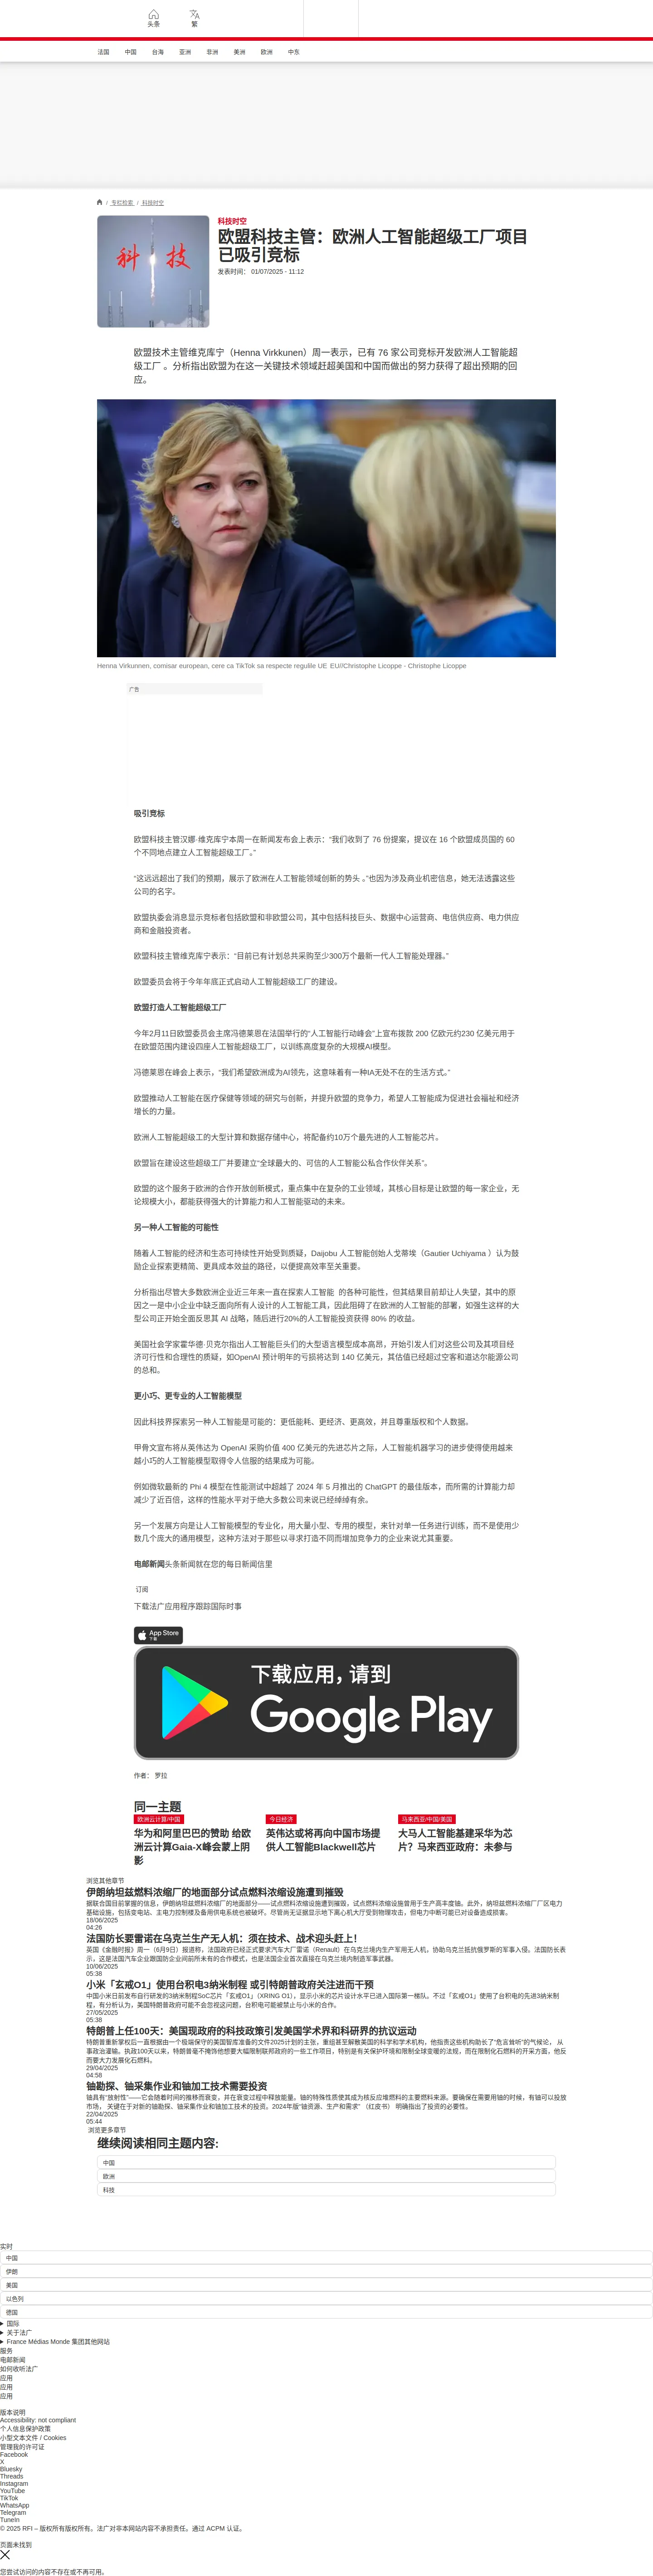 头条
繁
法国
中国
台海
亚洲
非洲
美洲
欧洲
中东
/ 专栏检索 / 科技时空
科技
科技时空
欧盟科技主管：欧洲人工智能超级工厂项目
已吸引竞标
发表时间： 01/07/2025 - 11:12
欧盟技术主管维克库宁（Henna Virkkunen）周一表示，已有 76 家公司竞标开发欧洲人工智能超
级工厂 。分析指出欧盟为在这一关键技术领域赶超美国和中国而做出的努力获得了超出预期的回
应。
Henna Virkunnen, comisar european, cere ca TikTok sa respecte regulile UE EU//Christophe Licoppe - Christophe Licoppe
广告
吸引竞标
欧盟科技主管汉娜·维克库宁本周一在新闻发布会上表示：“我们收到了 76 份提案，提议在 16 个欧盟成员国的 60
个不同地点建立人工智能超级工厂。”
“这远远超出了我们的预期，展示了欧洲在人工智能领域创新的势头 。”也因为涉及商业机密信息，她无法透露这些
公司的名字。
欧盟执委会消息显示竞标者包括欧盟和非欧盟公司，其中包括科技巨头、数据中心运营商、电信供应商、电力供应
商和金融投资者。
欧盟科技主管维克库宁表示：“目前已有计划总共采购至少300万个最新一代人工智能处理器。”
欧盟委员会将于今年年底正式启动人工智能超级工厂的建设。
欧盟打造人工智能超级工厂
今年2月11日欧盟委员会主席冯德莱恩在法国举行的“人工智能行动峰会”上宣布拨款 200 亿欧元约230 亿美元用于
在欧盟范围内建设四座人工智能超级工厂，以训练高度复杂的大规模AI模型。
冯德莱恩在峰会上表示，“我们希望欧洲成为AI领先，这意味着有一种IA无处不在的生活方式。”
欧盟推动人工智能在医疗保健等领域的研究与创新，并提升欧盟的竞争力，希望人工智能成为促进社会福祉和经济
增长的力量。
欧洲人工智能超级工的大型计算和数据存储中心，将配备约10万个最先进的人工智能芯片。
欧盟旨在建设这些超级工厂并要建立“全球最大的、可信的人工智能公私合作伙伴关系”。
欧盟的这个服务于欧洲的合作开放创新模式，重点集中在复杂的工业领域，其核心目标是让欧盟的每一家企业，无
论规模大小，都能获得强大的计算能力和人工智能驱动的未来。
另一种人工智能的可能性
随着人工智能的经济和生态可持续性开始受到质疑，Daijobu 人工智能创始人戈蒂埃（Gautier Uchiyama ）认为鼓
励企业探索更精简、更具成本效益的路径，以便提高效率至关重要。
分析指出尽管大多数欧洲企业近三年来一直在探索人工智能 的各种可能性，但其结果目前却让人失望，其中的原
因之一是中小企业中缺乏面向所有人设计的人工智能工具，因此阻碍了在欧洲的人工智能的部署，如强生这样的大
型公司正开始全面反思其 AI 战略，随后进行20%的人工智能投资获得 80% 的收益。
美国社会学家霍华德·贝克尔指出人工智能巨头们的大型语言模型成本高昂，开始引发人们对这些公司及其项目经
济可行性和合理性的质疑，如OpenAI 预计明年的亏损将达到 140 亿美元，其估值已经超过空客和道达尔能源公司
的总和。
更小巧、更专业的人工智能模型
因此科技界探索另一种人工智能是可能的：更低能耗、更经济、更高效，并且尊重版权和个人数据。
甲骨文宣布将从英伟达为 OpenAI 采购价值 400 亿美元的先进芯片之际，人工智能机器学习的进步使得使用越来
越小巧的人工智能模型取得令人信服的结果成为可能。
例如微软最新的 Phi 4 模型在性能测试中超越了 2024 年 5 月推出的 ChatGPT 的最佳版本，而所需的计算能力却
减少了近百倍，这样的性能水平对于绝大多数公司来说已经绰绰有余。
另一个发展方向是让人工智能模型的专业化，用大量小型、专用的模型，来针对单一任务进行训练，而不是使用少
数几个庞大的通用模型，这种方法对于那些以寻求打造不同而增加竞争力的企业来说尤其重要。
电邮新闻头条新闻就在您的每日新闻信里
订阅
下载法广应用程序跟踪国际时事
App Store
下载
下载应用，请到
Google Play
作者： 罗拉
同一主题
欧洲云计算/中国
华为和阿里巴巴的赞助 给欧
洲云计算Gaia-X峰会蒙上阴
影
今日经济
英伟达或将再向中国市场提
供人工智能Blackwell芯片
马来西亚/中国/美国
大马人工智能基建采华为芯
片？马来西亚政府：未参与
浏览其他章节
伊朗纳坦兹燃料浓缩厂的地面部分试点燃料浓缩设施遭到摧毁
据联合国目前掌握的信息，伊朗纳坦兹燃料浓缩厂的地面部分——试点燃料浓缩设施遭到摧毁，试点燃料浓缩设施曾用于生产高丰度铀。此外，纳坦兹燃料浓缩厂厂区电力
基础设施，包括变电站、主电力控制楼及备用供电系统也被破坏。尽管尚无证据显示地下离心机大厅受到物理攻击，但电力中断可能已对设备造成损害。
18/06/2025
04:26
法国防长要雷诺在乌克兰生产无人机：须在技术、战术迎头赶上！
英国《金融时报》周一（6月9日）报道称，法国政府已经正式要求汽车大厂雷诺（Renault）在乌克兰境内生产军用无人机，协助乌克兰抵抗俄罗斯的军事入侵。法国防长表
示，这是法国汽车企业跟国防企业间前所未有的合作模式，也是法国企业首次直接在乌克兰境内制造军事武器。
10/06/2025
05:38
小米「玄戒O1」使用台积电3纳米制程 或引特朗普政府关注进而干预
中国小米日前发布自行研发的3纳米制程SoC芯片「玄戒O1」（XRING O1），显示小米的芯片设计水平已进入国际第一梯队。不过「玄戒O1」使用了台积电的先进3纳米制
程，有分析认为，美国特朗普政府可能不会忽视这问题，台积电可能被禁止与小米的合作。
27/05/2025
05:38
特朗普上任100天：美国现政府的科技政策引发美国学术界和科研界的抗议运动
特朗普重新掌权后一直根据由一个极端保守的美国智库准备的文件2025计划的主张，重组甚至解散美国的科学和学术机构，他指责这些机构助长了“危言耸听”的气候论， 从
事政治灌输。执政100天以来，特朗普毫不掩饰他想要大幅限制联邦政府的一些工作项目，特别是有关保护环境和限制全球变暖的法规，而在限制化石燃料的开采方面，他反
而要大力发展化石燃料。
29/04/2025
04:58
铀勘探、铀采集作业和铀加工技术需要投资
铀具有“放射性”——它会随着时间的推移而衰变，并在衰变过程中释放能量。铀的特殊性质使其成为核反应堆燃料的主要燃料来源。要确保在需要用铀的时候，有铀可以投放
市场， 关键在于对新的铀勘探、铀采集作业和铀加工技术的投资。2024年版“铀资源、生产和需求” （红皮书） 明确指出了投资的必要性。
22/04/2025
05:44
浏览更多章节
继续阅读相同主题内容:
中国
欧洲
科技
实时
中国
伊朗
美国
以色列
德国
国际
关于法广
France Médias Monde 集团其他网站
服务
电邮新闻
如何收听法广
应用
应用
应用
版本说明
Accessibility: not compliant
个人信息保护政策
小型文本文件 / Cookies
管理我的许可证
Facebook
X
Bluesky
Threads
Instagram
YouTube
TikTok
WhatsApp
Telegram
TuneIn
© 2025 RFI – 版权所有版权所有。法广对非本网站内容不承担责任。通过 ACPM 认证。
页面未找到
您尝试访问的内容不存在或不再可用。